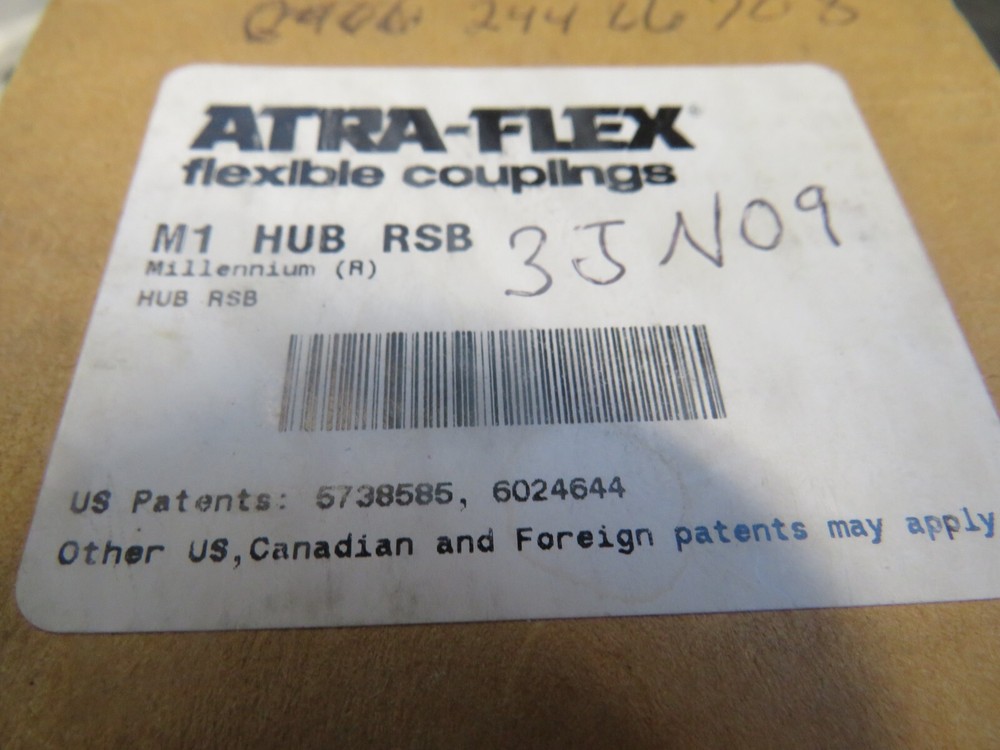 ATRA-FLEX®
flexible couplings
M1 HUB RSB
3JN09
Millennium (R)
HUB RSB
US Patents: 5738585, 6024644
Other US,Canadian and Foreign patents may apply